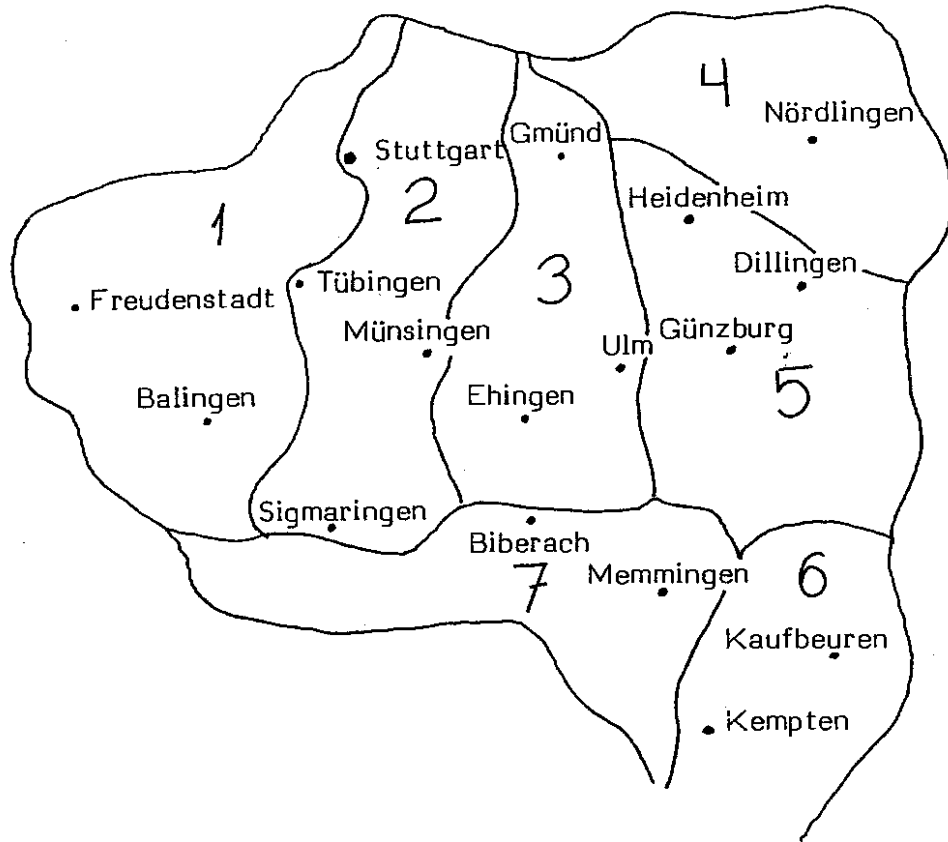 4
Nördlingen
Gmünd
Stuttgart
2
Heidenheim
1
3
Dillingen
Tübingen
Freudenstadt
Münsingen
Ulm
Günzburg
5
Balingen
Ehingen
Sigmaringen
Biberach
7
Memmingen
6
Kaufbeuren
Kempten